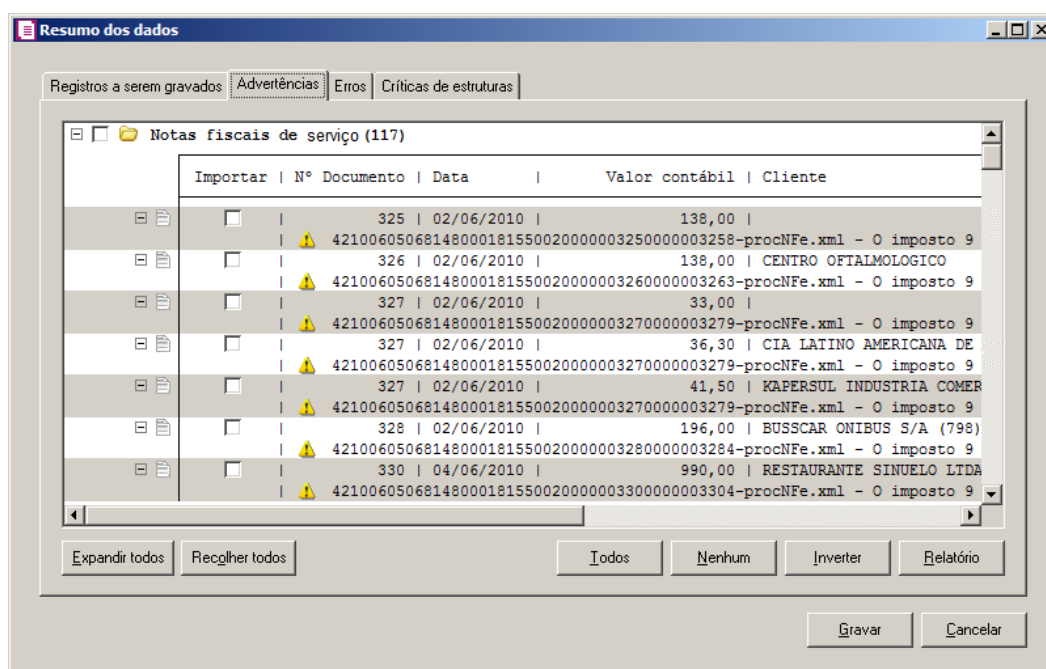 Resumo dos dados
Registros a serem gravados Advertências Erros Críticas de estruturas
Notas fiscais de serviço (117)
Importar | Nº Documento | Data | Valor contábil | Cliente
| 325 | 02/06/2010 | 138,00 |
| 42100605068148000181550020000003250000003258-procNFe.xml - O imposto 9
| 326 | 02/06/2010 | 138,00 | CENTRO OFTALMOLOGICO
| 42100605068148000181550020000003260000003263-procNFe.xml - O imposto 9
| 327 | 02/06/2010 | 33,00 |
| 42100605068148000181550020000003270000003279-procNFe.xml - O imposto 9
| 327 | 02/06/2010 | 36,30 | CIA LATINO AMERICANA DE
| 42100605068148000181550020000003270000003279-procNFe.xml - O imposto 9
| 327 | 02/06/2010 | 41,50 | KAPERSUL INDUSTRIA COMER
| 42100605068148000181550020000003270000003279-procNFe.xml - O imposto 9
| 328 | 02/06/2010 | 196,00 | BUSSCAR ONIBUS S/A (798)
| 42100605068148000181550020000003280000003284-procNFe.xml - O imposto 9
| 330 | 04/06/2010 | 990,00 | RESTAURANTE SINUELO LTDA
| 42100605068148000181550020000003300000003304-procNFe.xml - O imposto 9
Expandir todos Recolher todos Todos Nenhum Inverter Relatório
Gravar Cancelar